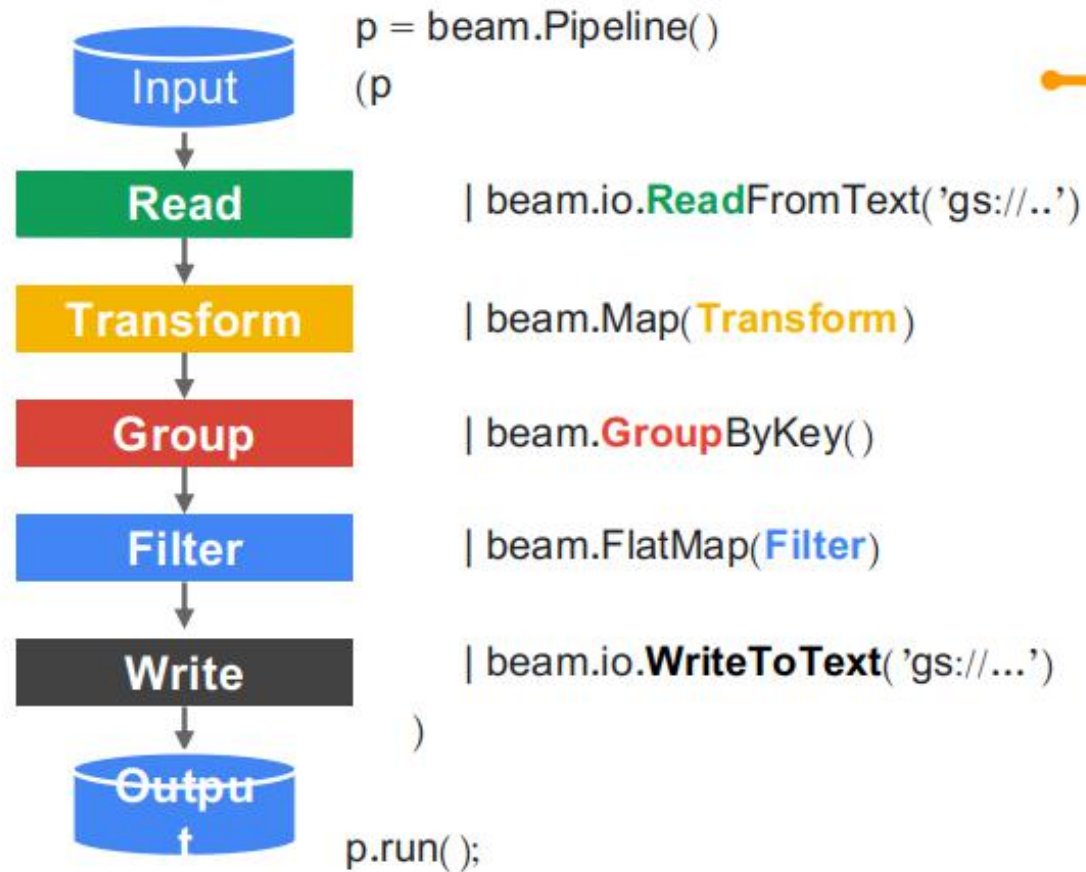 p = beam.Pipeline()
Input
(p
Read
| beam.io.ReadFromText('gs://..’)
Transform
| beam.Map(Transform)
Group
| beam.GroupByKey()
Filter
| beam.FlatMap(Filter)
Write
| beam.io.WriteToText('gs://...’)
)
Outpu
t
p.run();